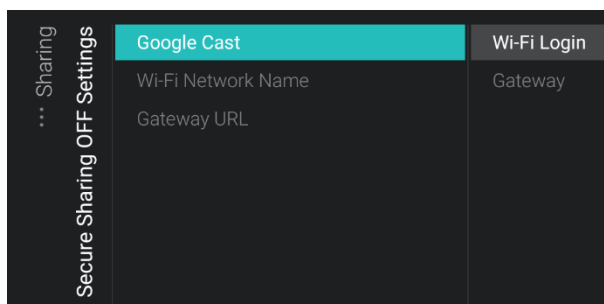 ••• Sharing
Secure Sharing OFF Settings
Google Cast
Wi-Fi Network Name
Gateway URL
Wi-Fi Login
Gateway